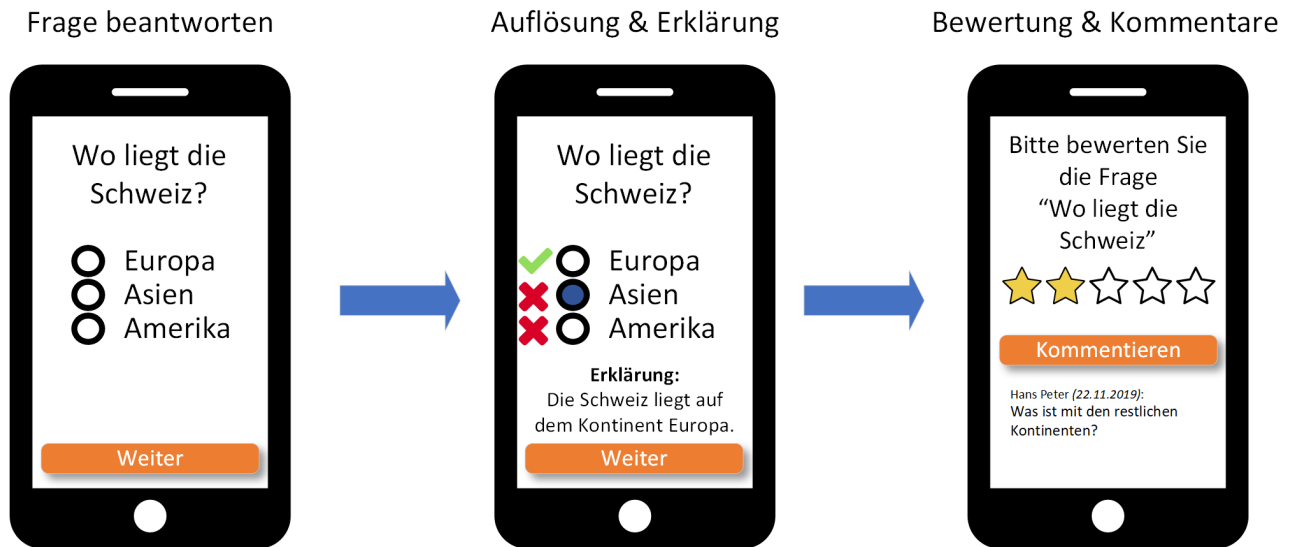 Frage beantworten
Auflösung & Erklärung
Bewertung & Kommentare
Wo liegt die
Schweiz?
Europa
Asien
Amerika
Weiter
Wo liegt die
Schweiz?
Europa
Asien
Amerika
Erklärung:
Die Schweiz liegt auf
dem Kontinent Europa.
Weiter
Bitte bewerten Sie
die Frage
“Wo liegt die
Schweiz”
Kommentieren
Hans Peter (22.11.2019):
Was ist mit den restlichen
Kontinenten?